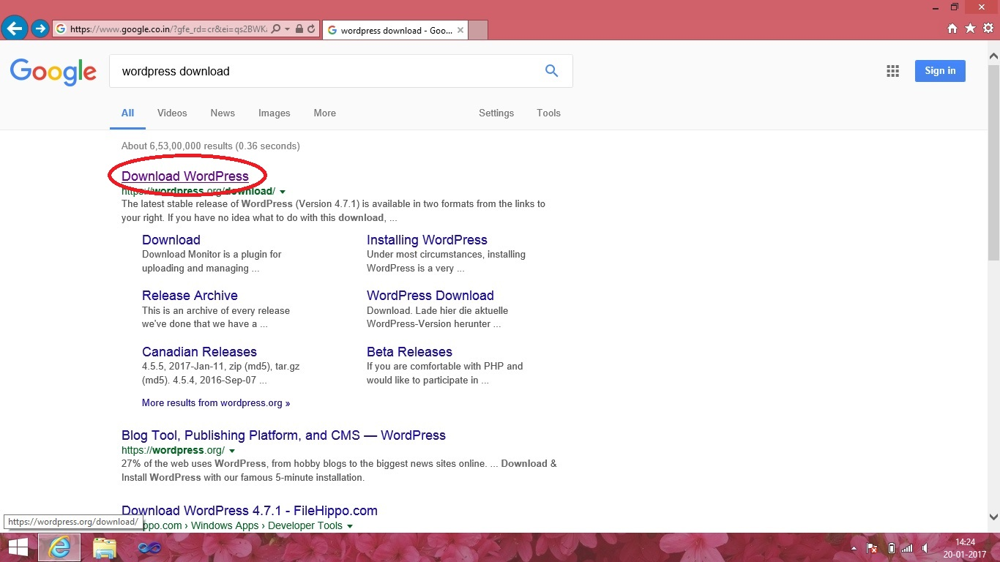 https://www.google.co.in/?gfe_rd=cr&ei=qs2BWK
wordpress download - Goo...
Google
wordpress download
Sign in
All Videos News Images More Settings Tools
About 6,53,00,000 results (0.36 seconds)
Download WordPress
https://wordpress.org/download/
The latest stable release of WordPress (Version 4.7.1) is available in two formats from the links to
your right. If you have no idea what to do with this download, ...
Download
Download Monitor is a plugin for
uploading and managing ...
Installing WordPress
Under most circumstances, installing
WordPress is a very ...
Release Archive
This is an archive of every release
we've done that we have a ...
WordPress Download
Download. Lade hier die aktuelle
WordPress-Version herunter ...
Canadian Releases
4.5.5, 2017-Jan-11, zip (md5), tar.gz
(md5). 4.5.4, 2016-Sep-07 ...
Beta Releases
If you are comfortable with PHP and
would like to participate in ...
More results from wordpress.org »
Blog Tool, Publishing Platform, and CMS — WordPress
https://wordpress.org/
27% of the web uses WordPress, from hobby blogs to the biggest news sites online. ... Download &
Install WordPress with our famous 5-minute installation.
Download WordPress 4.7.1 - FileHippo.com
https://wordpress.org/download/
ppo.com › Windows Apps › Developer Tools
14:24
20-01-2017